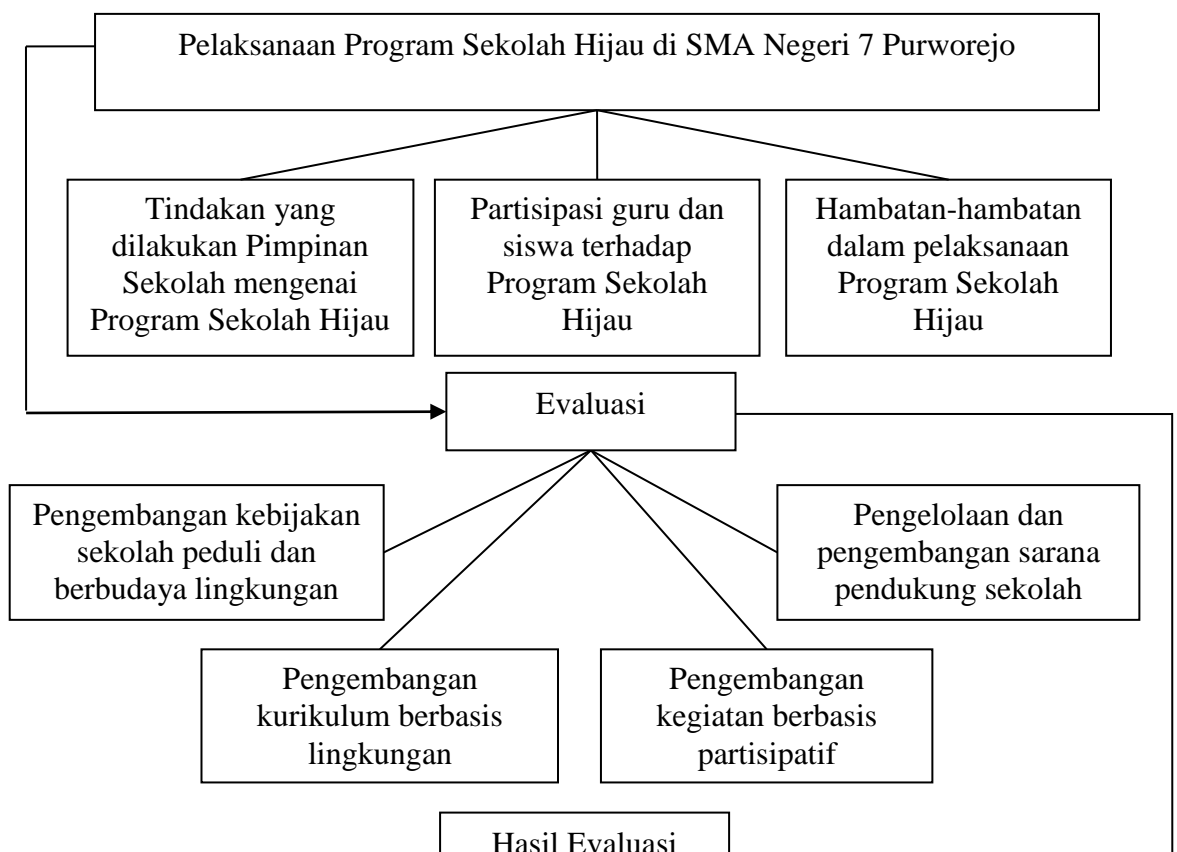 Pelaksanaan Program Sekolah Hijau di SMA Negeri 7 Purworejo
Tindakan yang
dilakukan Pimpinan
Sekolah mengenai
Program Sekolah Hijau
Partisipasi guru dan
siswa terhadap
Program Sekolah
Hijau
Hambatan-hambatan
dalam pelaksanaan
Program Sekolah
Hijau
Evaluasi
Pengembangan kebijakan
sekolah peduli dan
berbudaya lingkungan
Pengelolaan dan
pengembangan sarana
pendukung sekolah
Pengembangan
kurikulum berbasis
lingkungan
Pengembangan
kegiatan berbasis
partisipatif
Hasil Evaluasi